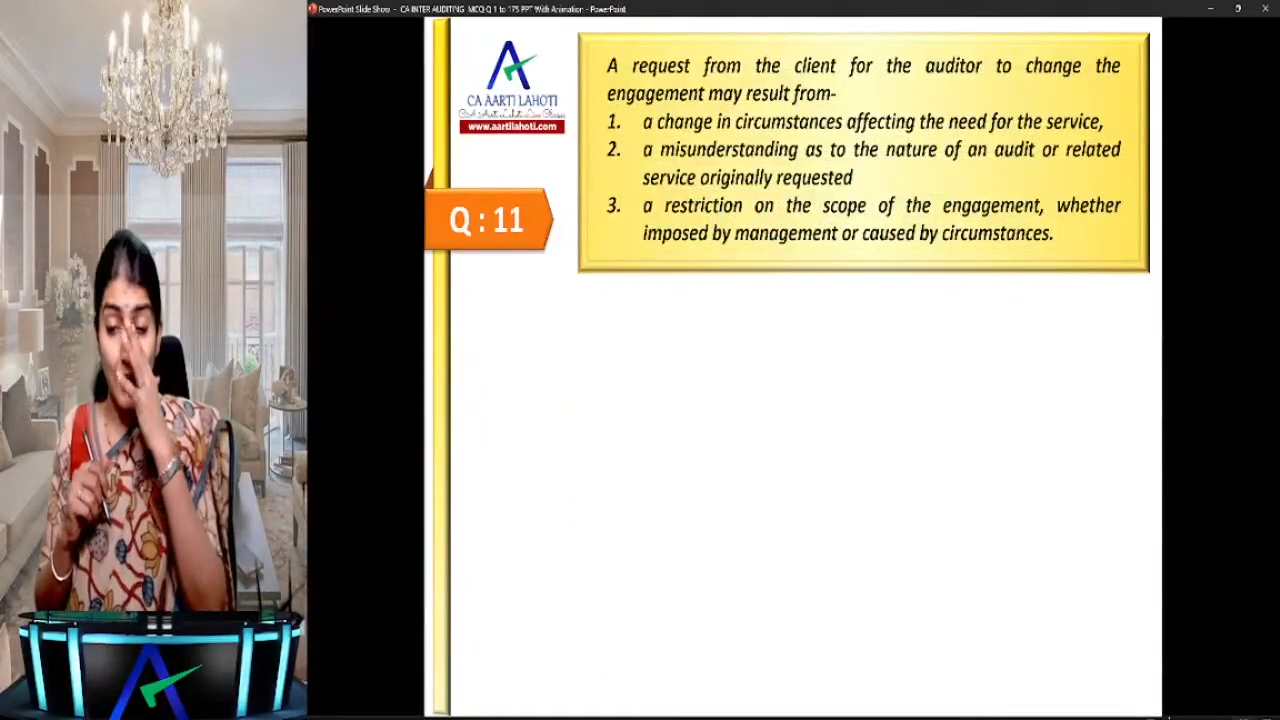 PowerPoint Slide Show - CA INTER AUDITING MCQ-Q 1 to 175 PPT With Animation - PowerPoint
CA AARTI LAHOTI
www.aartilahoti.com
Q : 11
A request from the client for the auditor to change the
engagement may result from-
1. a change in circumstances affecting the need for the service,
2. a misunderstanding as to the nature of an audit or related
service originally requested
3. a restriction on the scope of the engagement, whether
imposed by management or caused by circumstances.